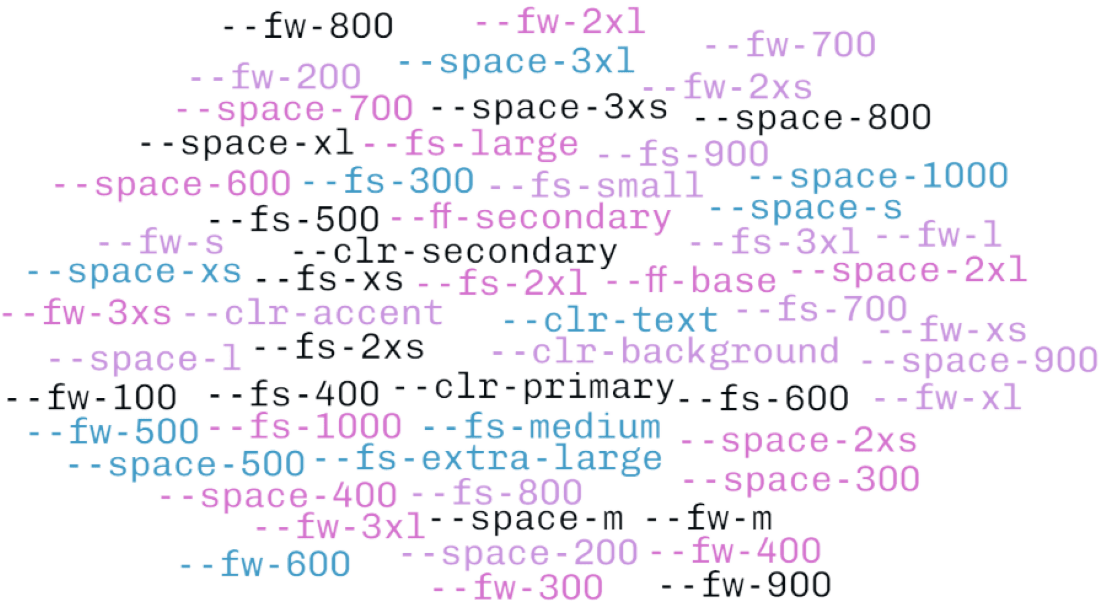 --fw-800 --fw-2xl
--fw-700
--space-3xl
--fw-200
--fw-2xs
--space-700 --space-3xs --space-800
--space-xl --fs-large --fs-900
--space-600 --fs-300 --fs-small --space-1000
--fs-500 --ff-secondary --space-s
--fw-s --clr-secondary --fs-3xl --fw-l
--space-xs --fs-xs --fs-2xl --ff-base --space-2xl
--fw-3xs --clr-accent --clr-text --fs-700
--fw-xs
--space-l --fs-2xs --clr-background --space-900
--fw-100 --fs-400 --clr-primary --fs-600 --fw-xl
--fw-500 --fs-1000 --fs-medium --space-2xs
--space-500 --fs-extra-large
--space-300
--space-400 --fs-800
--fw-3xl --space-m --fw-m
--fw-600 --space-200 --fw-400
--fw-300 --fw-900